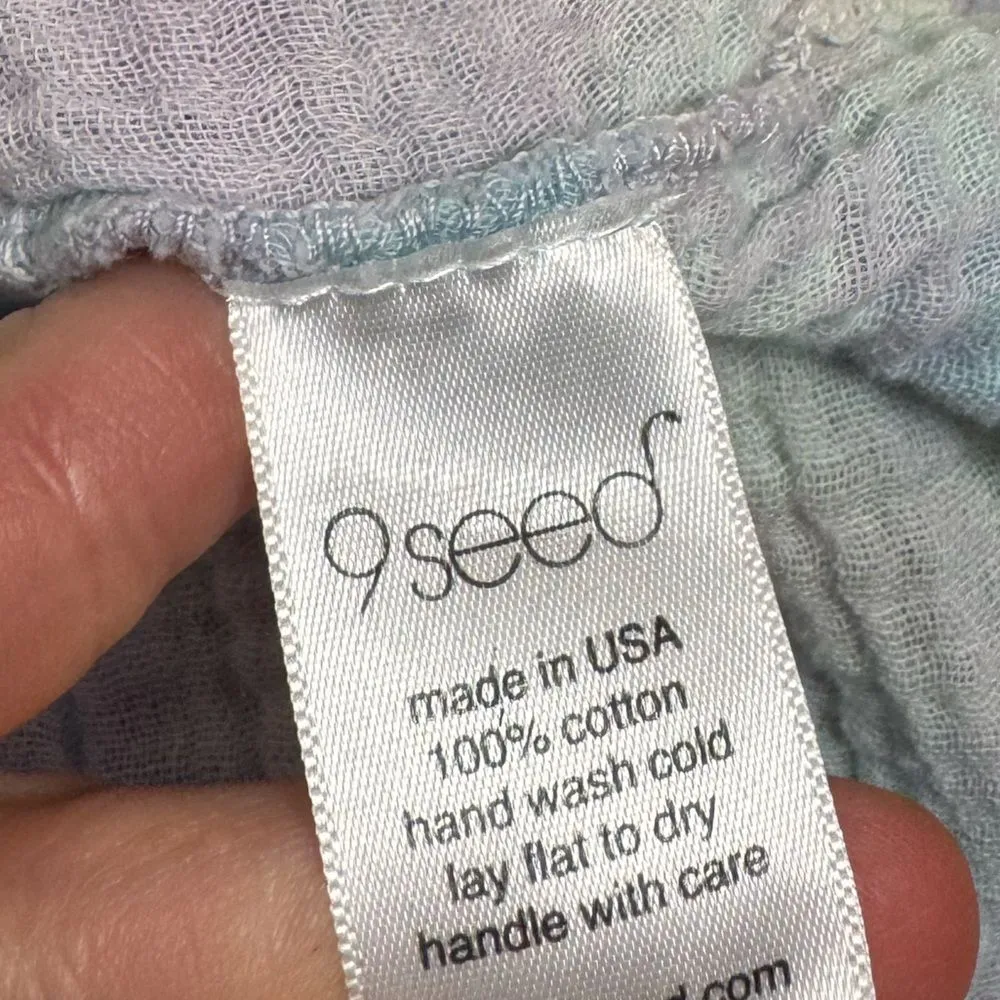 9seed
made in USA
100% cotton
hand wash cold
lay flat to dry
handle with care